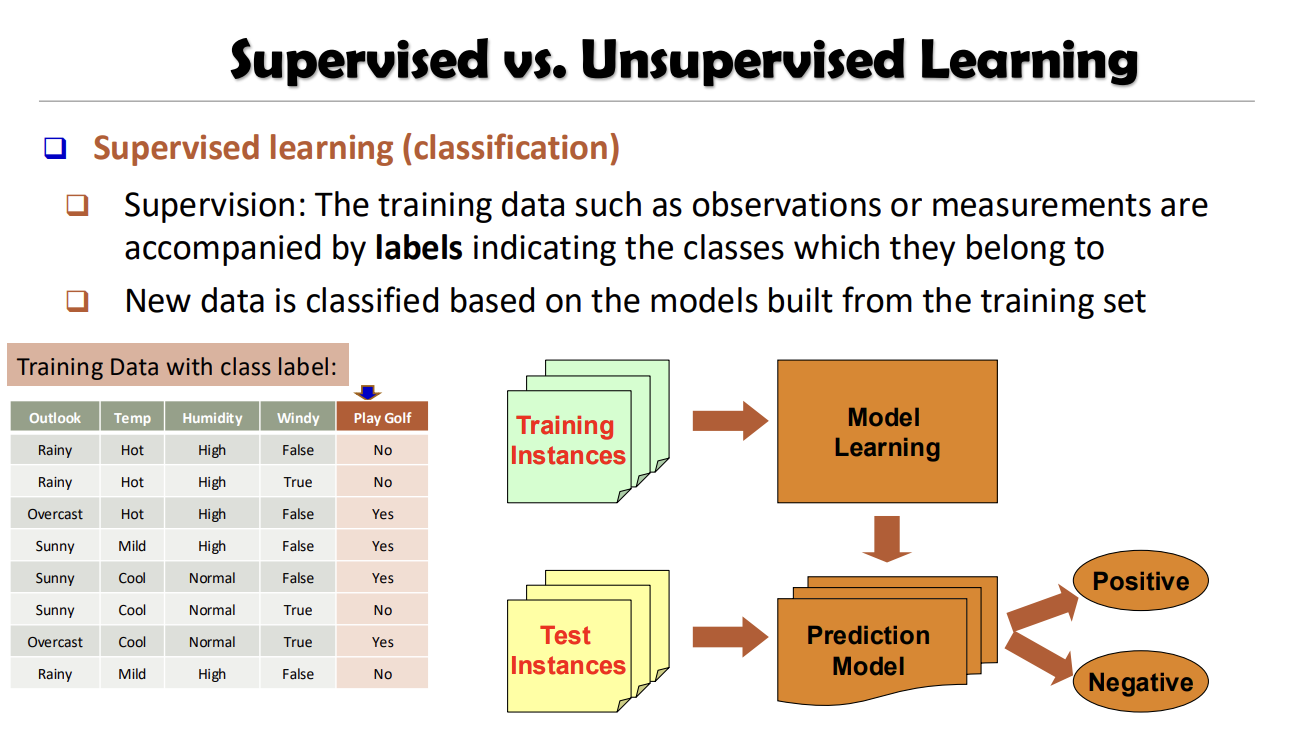 Supervised vs. Unsupervised Learning
Supervised learning (classification)
Supervision: The training data such as observations or measurements are
accompanied by labels indicating the classes which they belong to
New data is classified based on the models built from the training set
Training Data with class label:
Outlook Temp Humidity Windy Play Golf
Rainy Hot High False No
Rainy Hot High True No
Overcast Hot High False Yes
Sunny Mild High False Yes
Sunny Cool Normal False Yes
Sunny Cool Normal True No
Overcast Cool Normal True Yes
Rainy Mild High False No
Training
Instances
Model
Learning
Test
Instances
Prediction
Model
Positive
Negative